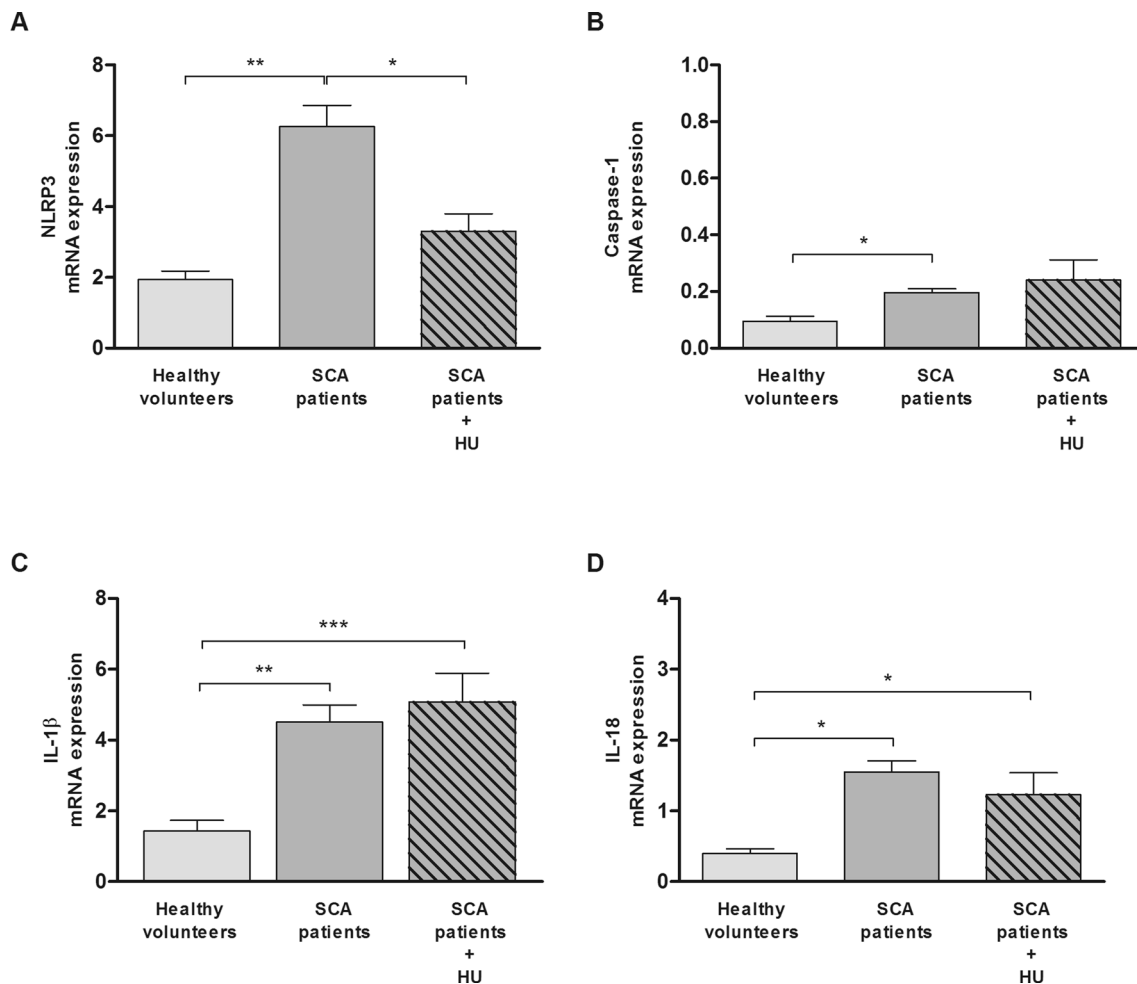 A
NLRP3
mRNA expression
8
6
4
2
0
**
*
Healthy
volunteers
SCA
patients
SCA
patients
+
HU
B
Caspase-1
mRNA expression
1.0
0.8
0.6
0.4
0.2
0.0
*
Healthy
volunteers
SCA
patients
SCA
patients
+
HU
C
IL-1β
mRNA expression
8
6
4
2
0
***
**
Healthy
volunteers
SCA
patients
SCA
patients
+
HU
D
IL-18
mRNA expression
4
3
2
1
0
*
*
Healthy
volunteers
SCA
patients
SCA
patients
+
HU